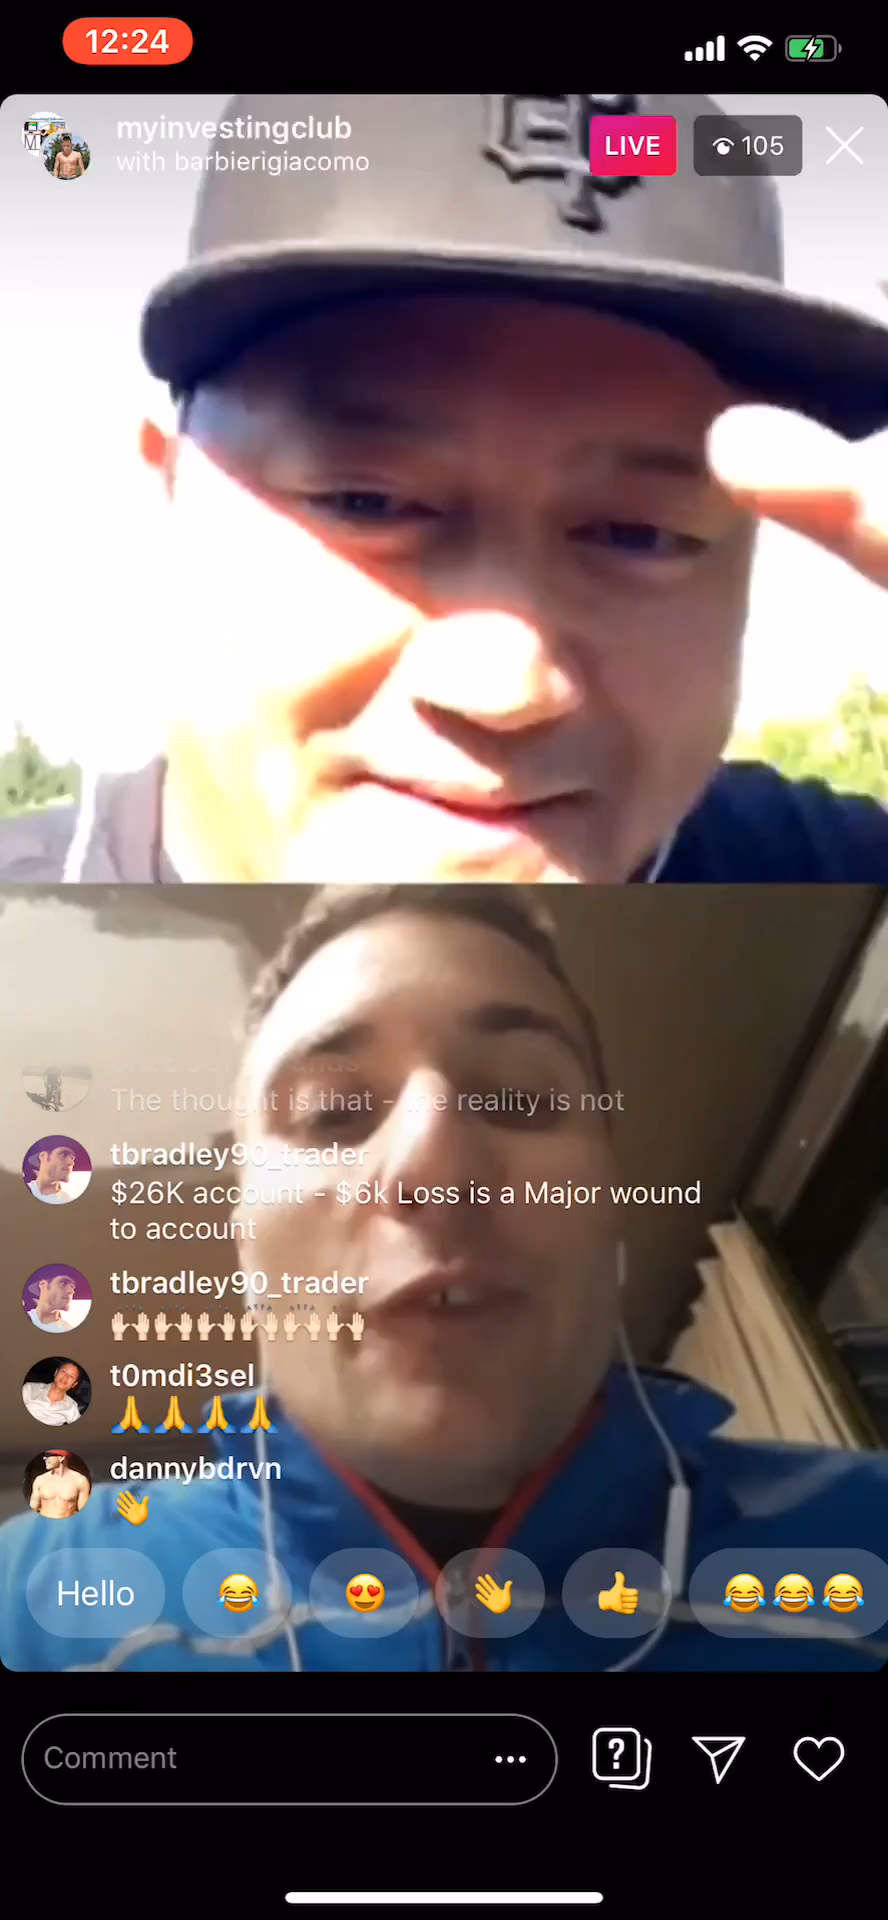 12:24
myinvestingclub
with barbierigiacomo
LIVE
105
The thought is that - the reality is not
tbradley90_trader
$26K account - $6k Loss is a Major wound
to account
tbradley90_trader
t0mdi3sel
dannybdrvn
Hello
Comment